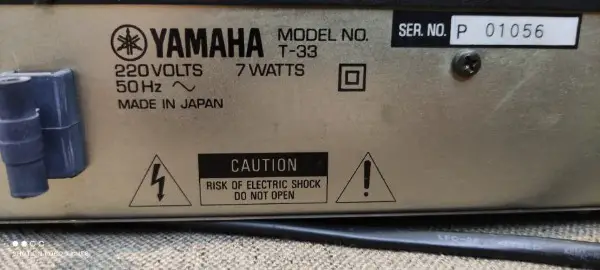 YAMAHA MODEL NO.
T-33
SER. NO. P 01056
220 VOLTS 7 WATTS
50 Hz ~
MADE IN JAPAN
CAUTION
RISK OF ELECTRIC SHOCK
DO NOT OPEN